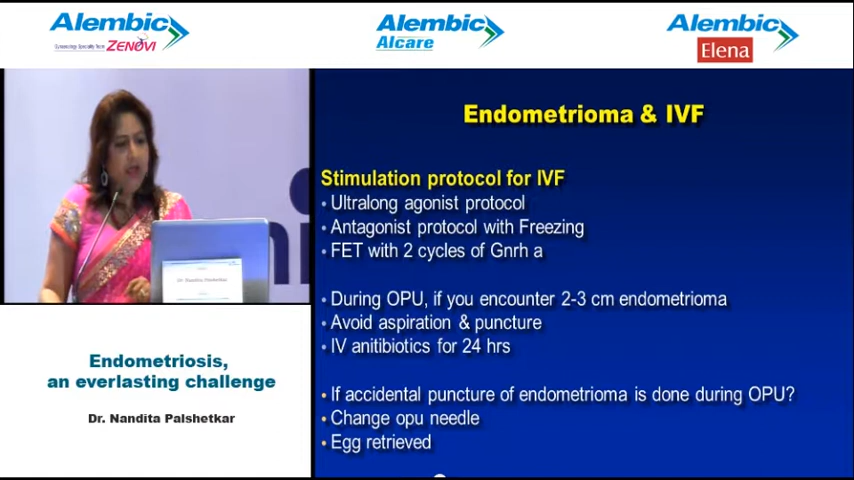 Alembic
ZENOVI
Alembic
Alcare
Alembic
Elena
Dr. Nandita Palshetkar
Endometriosis,
an everlasting challenge
Dr. Nandita Palshetkar
Endometrioma & IVF
Stimulation protocol for IVF
• Ultralong agonist protocol
• Antagonist protocol with Freezing
• FET with 2 cycles of Gnrh a
• During OPU, if you encounter 2-3 cm endometrioma
• Avoid aspiration & puncture
• IV anitibiotics for 24 hrs
• If accidental puncture of endometrioma is done during OPU?
• Change opu needle
• Egg retrieved